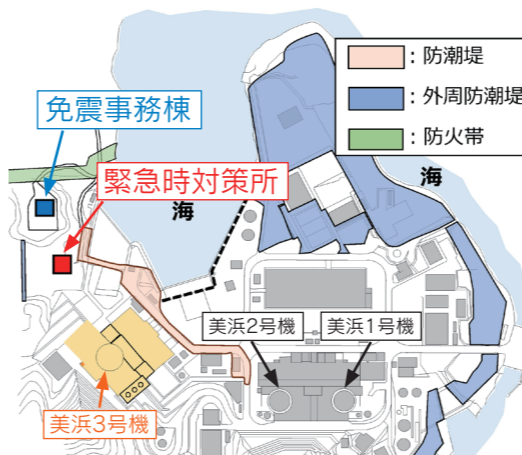 ：防潮堤
：外周防潮堤
：防火帯
免震事務棟
緊急時対策所
海
海
美浜2号機
美浜1号機
美浜3号機